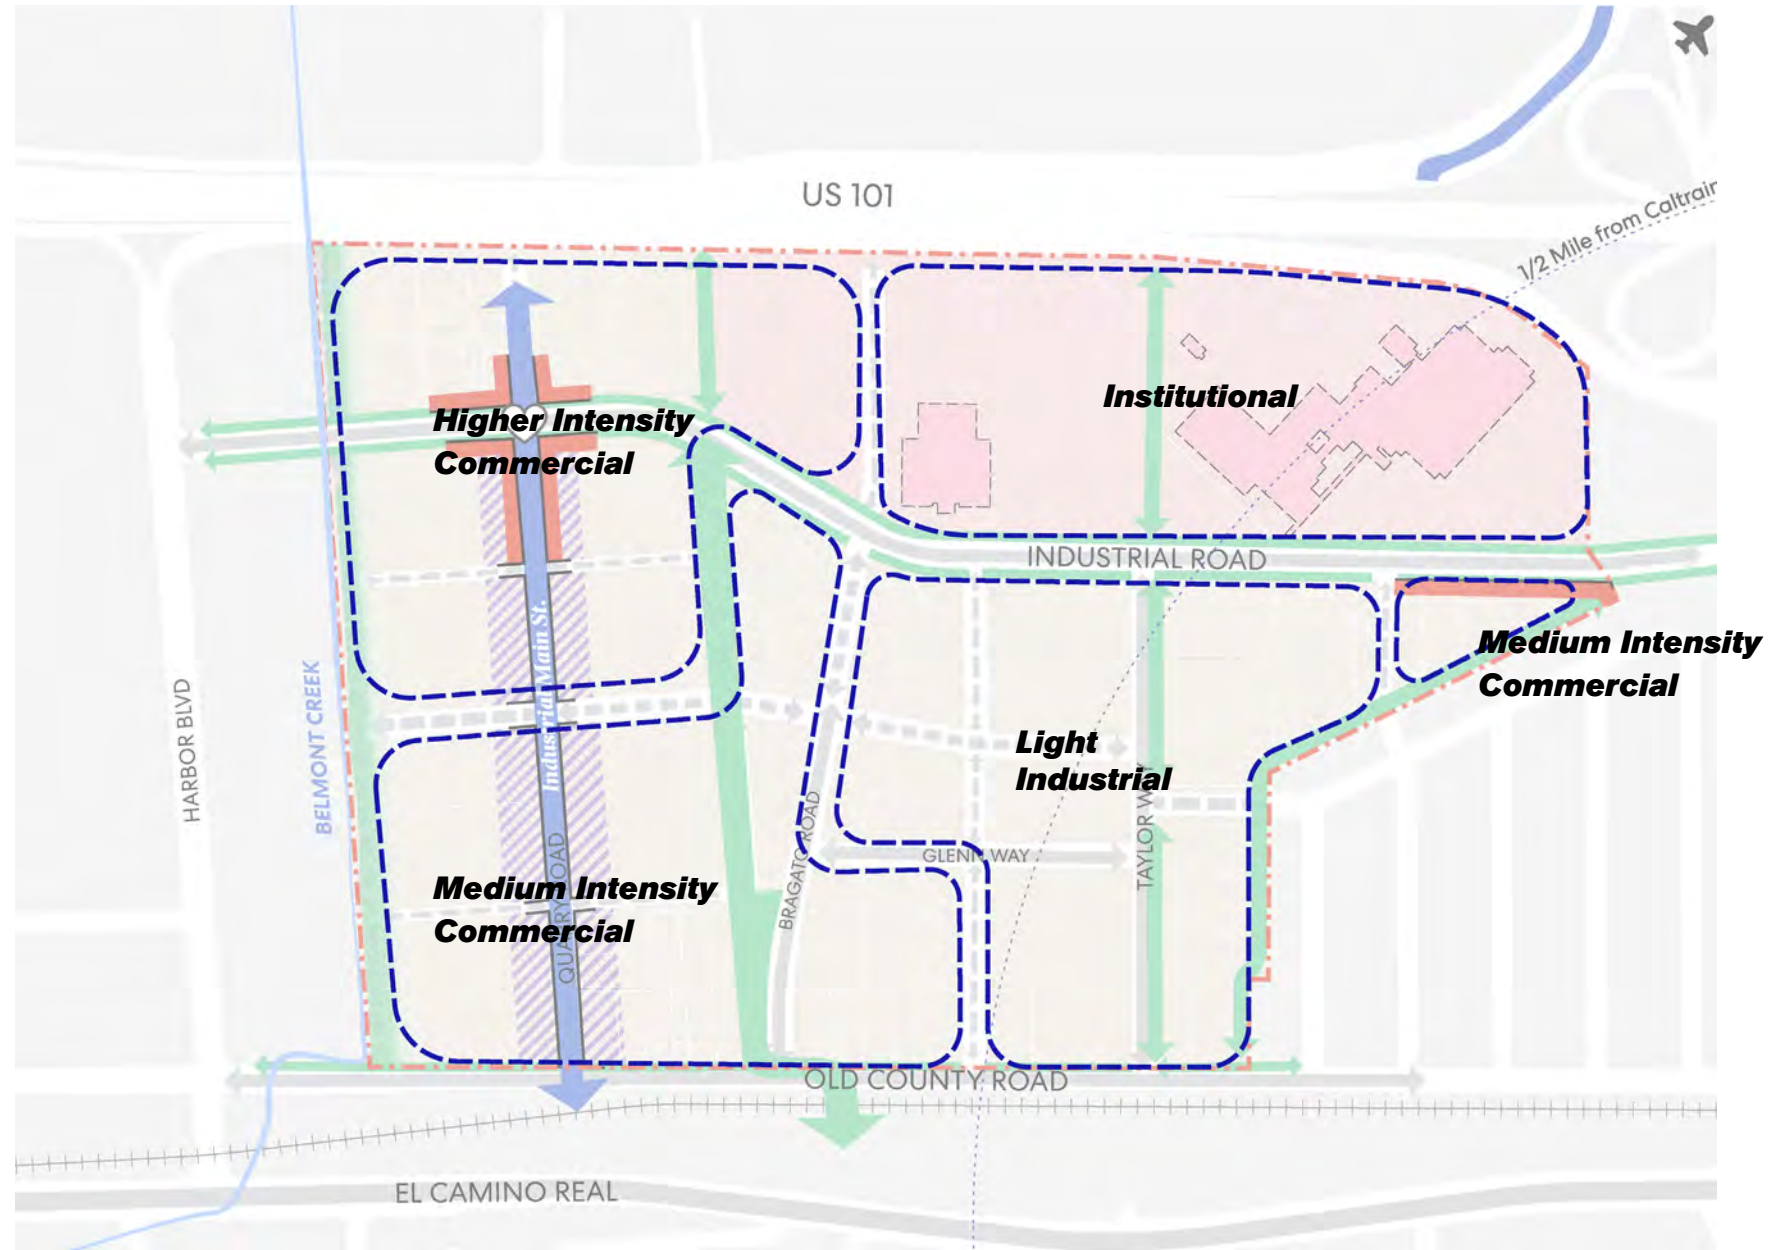 US 101
1/2 Mile from Caltrain
Institutional
Higher Intensity
Commercial
INDUSTRIAL ROAD
Industrial Main St.
Medium Intensity
Commercial
BELMONT CREEK
HARBOR BLVD
Light
Industrial
TAYLOR WAY
BRAGATO ROAD
GLENN WAY
QUARRY ROAD
Medium Intensity
Commercial
OLD COUNTY ROAD
EL CAMINO REAL